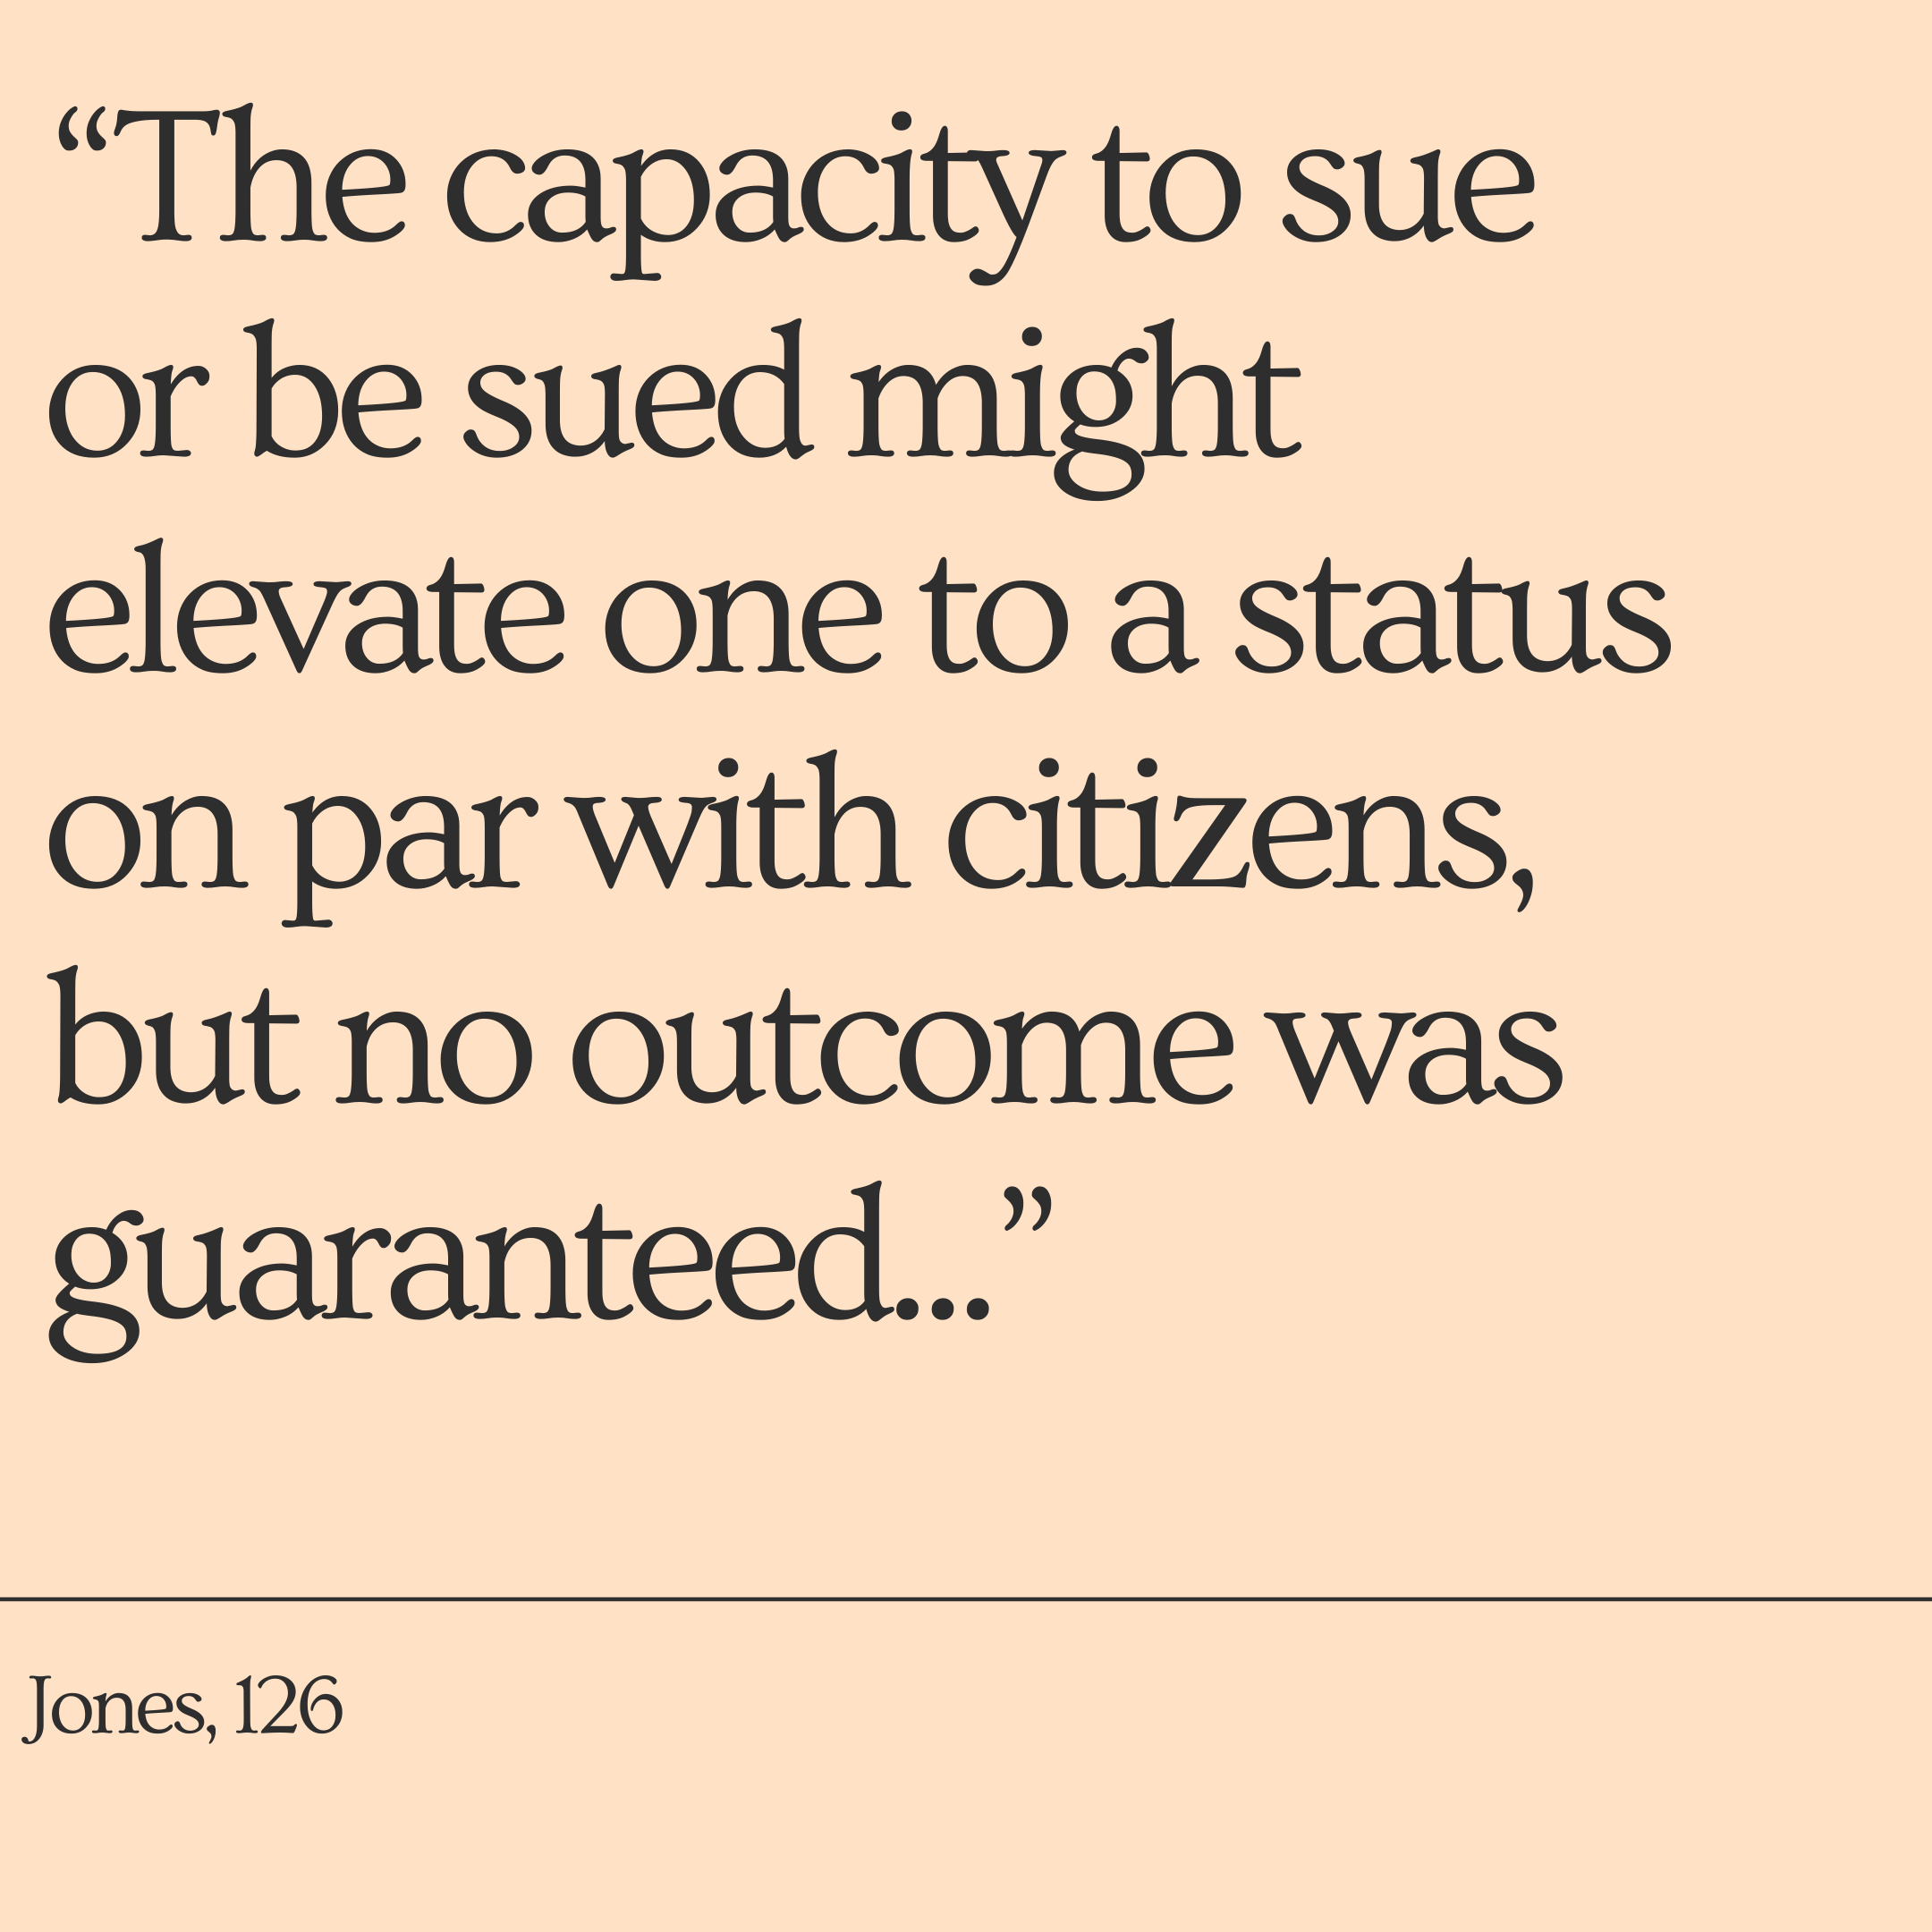 “The capacity to sue
or be sued might
elevate one to a status
on par with citizens,
but no outcome was
guaranteed...”
Jones, 126